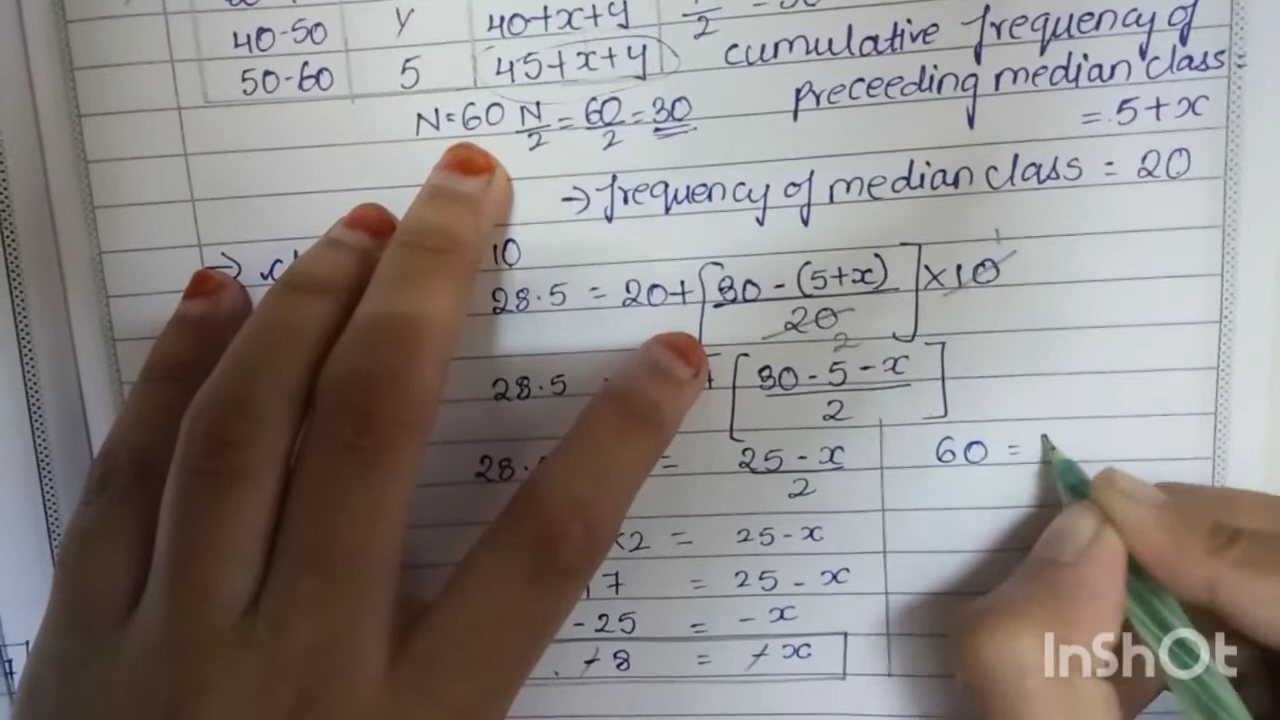 40-50 y 40+x+y
50-60 5 45+x+y
cumulative frequency of
preceeding median class =
= 5+x
N=60 N/2 = 60/2 = 30
→ frequency of median class = 20
10
28.5 = 20+[30-(5+x)/20]×10
28.5 [30-5-x/2]
28. = 25-x/2
×2 = 25-x
17 = 25-x
-25 = -x
-8 = -x
60 =
InShOt